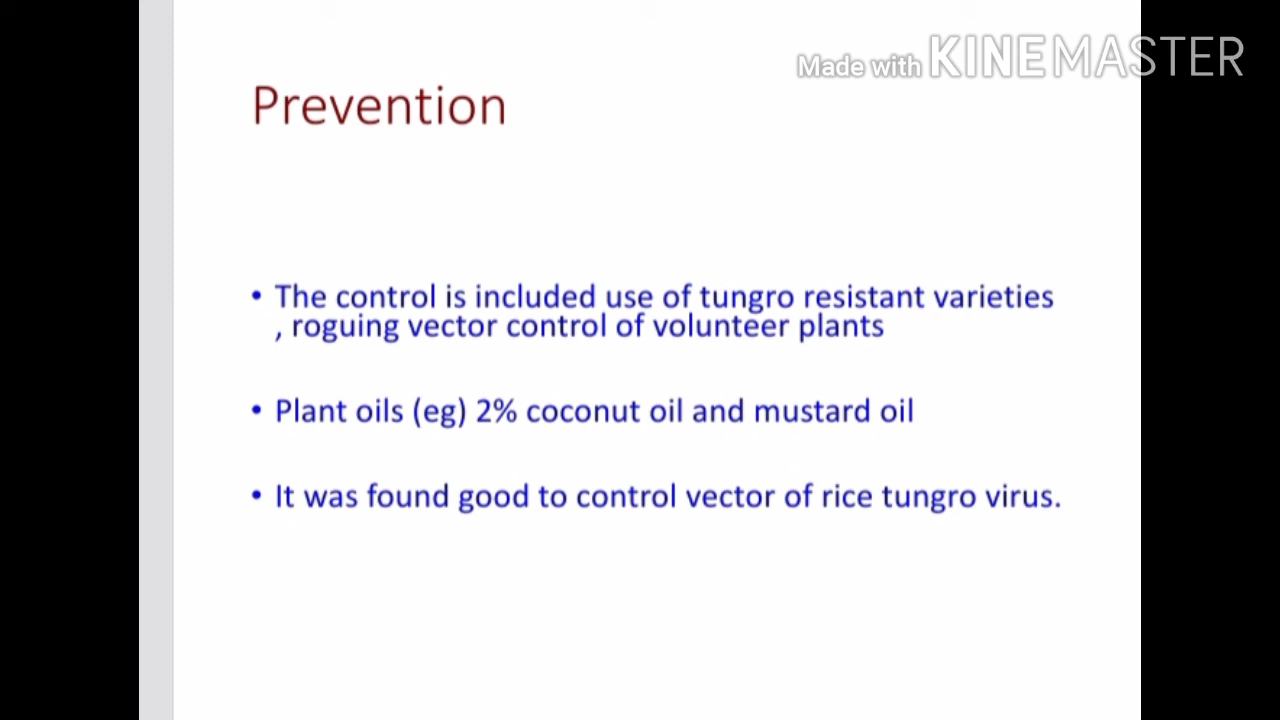 Made with KINEMASTER
Prevention
• The control is included use of tungro resistant varieties
, roguing vector control of volunteer plants
• Plant oils (eg) 2% coconut oil and mustard oil
• It was found good to control vector of rice tungro virus.